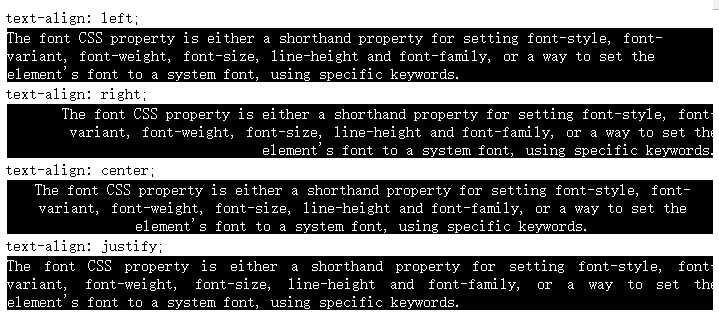 text-align: left;
The font CSS property is either a shorthand property for setting font-style, font-
variant, font-weight, font-size, line-height and font-family, or a way to set the
element's font to a system font, using specific keywords.
text-align: right;
The font CSS property is either a shorthand property for setting font-style, font-
variant, font-weight, font-size, line-height and font-family, or a way to set the
element's font to a system font, using specific keywords.
text-align: center;
The font CSS property is either a shorthand property for setting font-style, font-
variant, font-weight, font-size, line-height and font-family, or a way to set the
element's font to a system font, using specific keywords.
text-align: justify;
The font CSS property is either a shorthand property for setting font-style, font-
variant, font-weight, font-size, line-height and font-family, or a way to set the
element's font to a system font, using specific keywords.